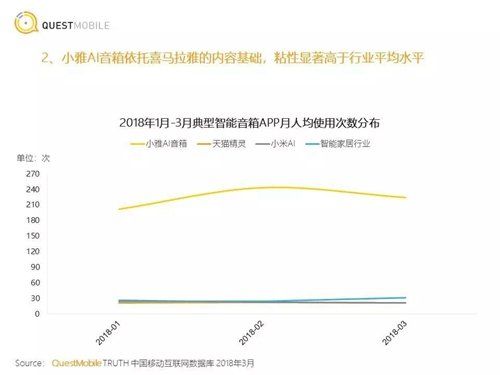 QUESTMOBILE
2、小雅AI音箱依托喜马拉雅的内容基础，粘性显著高于行业平均水平
2018年1月-3月典型智能音箱APP月人均使用次数分布
小雅AI音箱 天猫精灵 小米AI 智能家居行业
单位：次
270
240
210
180
150
120
90
60
30
0
2018-01 2018-02 2018-03
Source： QuestMobile TRUTH 中国移动互联网数据库 2018年3月